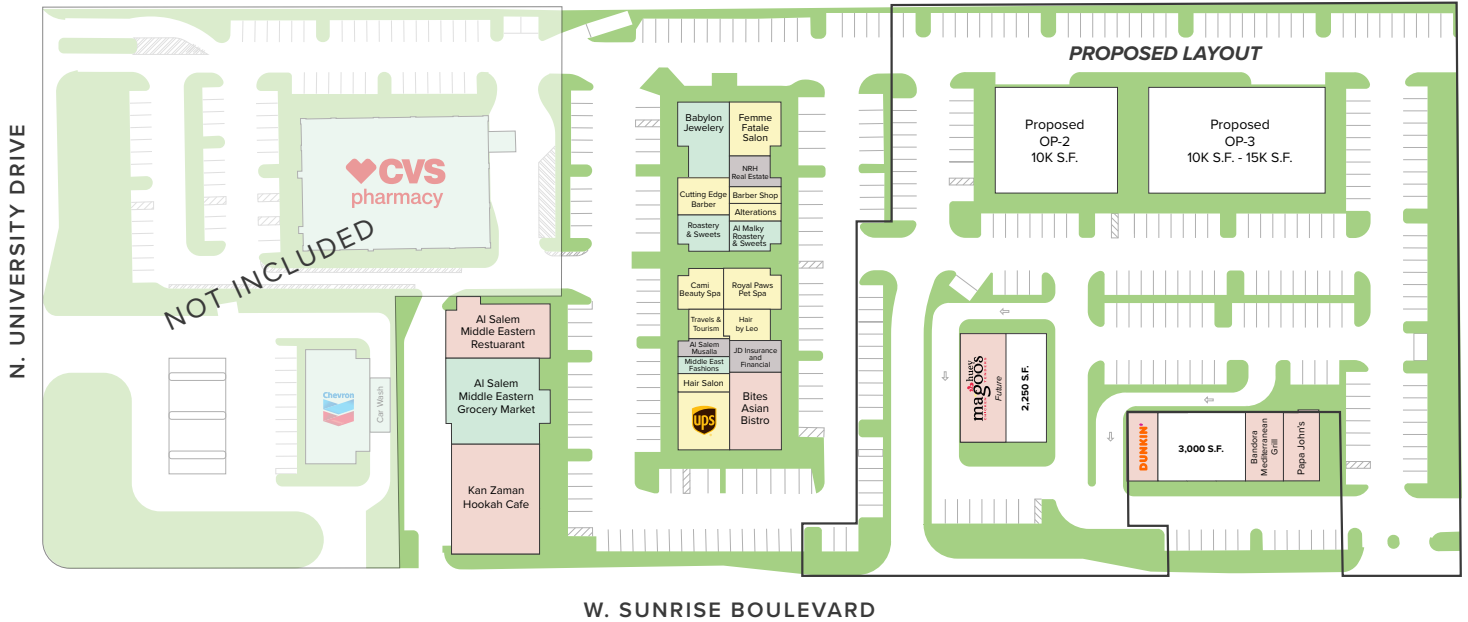 PROPOSED LAYOUT
N. UNIVERSITY DRIVE
CVS
pharmacy
NOT INCLUDED
Chevron
Car Wash
Al Salem
Middle Eastern
Restuarant
Al Salem
Middle Eastern
Grocery Market
Kan Zaman
Hookah Cafe
Babylon
Jewelery
Femme
Fatale
Salon
NRH
Real Estate
Cutting Edge
Barber
Barber Shop
Alterations
Roastery
& Sweets
Al Malky
Roastery
& Sweets
Cami
Beauty Spa
Royal Paws
Pet Spa
Travels &
Tourism
Hair
by Leo
Al Salem
Musalla
JD Insurance
and
Financial
Middle East
Fashions
Hair Salon
ups
Bites
Asian
Bistro
Proposed
OP-2
10K S.F.
Proposed
OP-3
10K S.F. - 15K S.F.
huey
magoos
Future
2,250 S.F.
DUNKIN'
3,000 S.F.
Bandora
Mediterranean
Grill
Papa John's
W. SUNRISE BOULEVARD